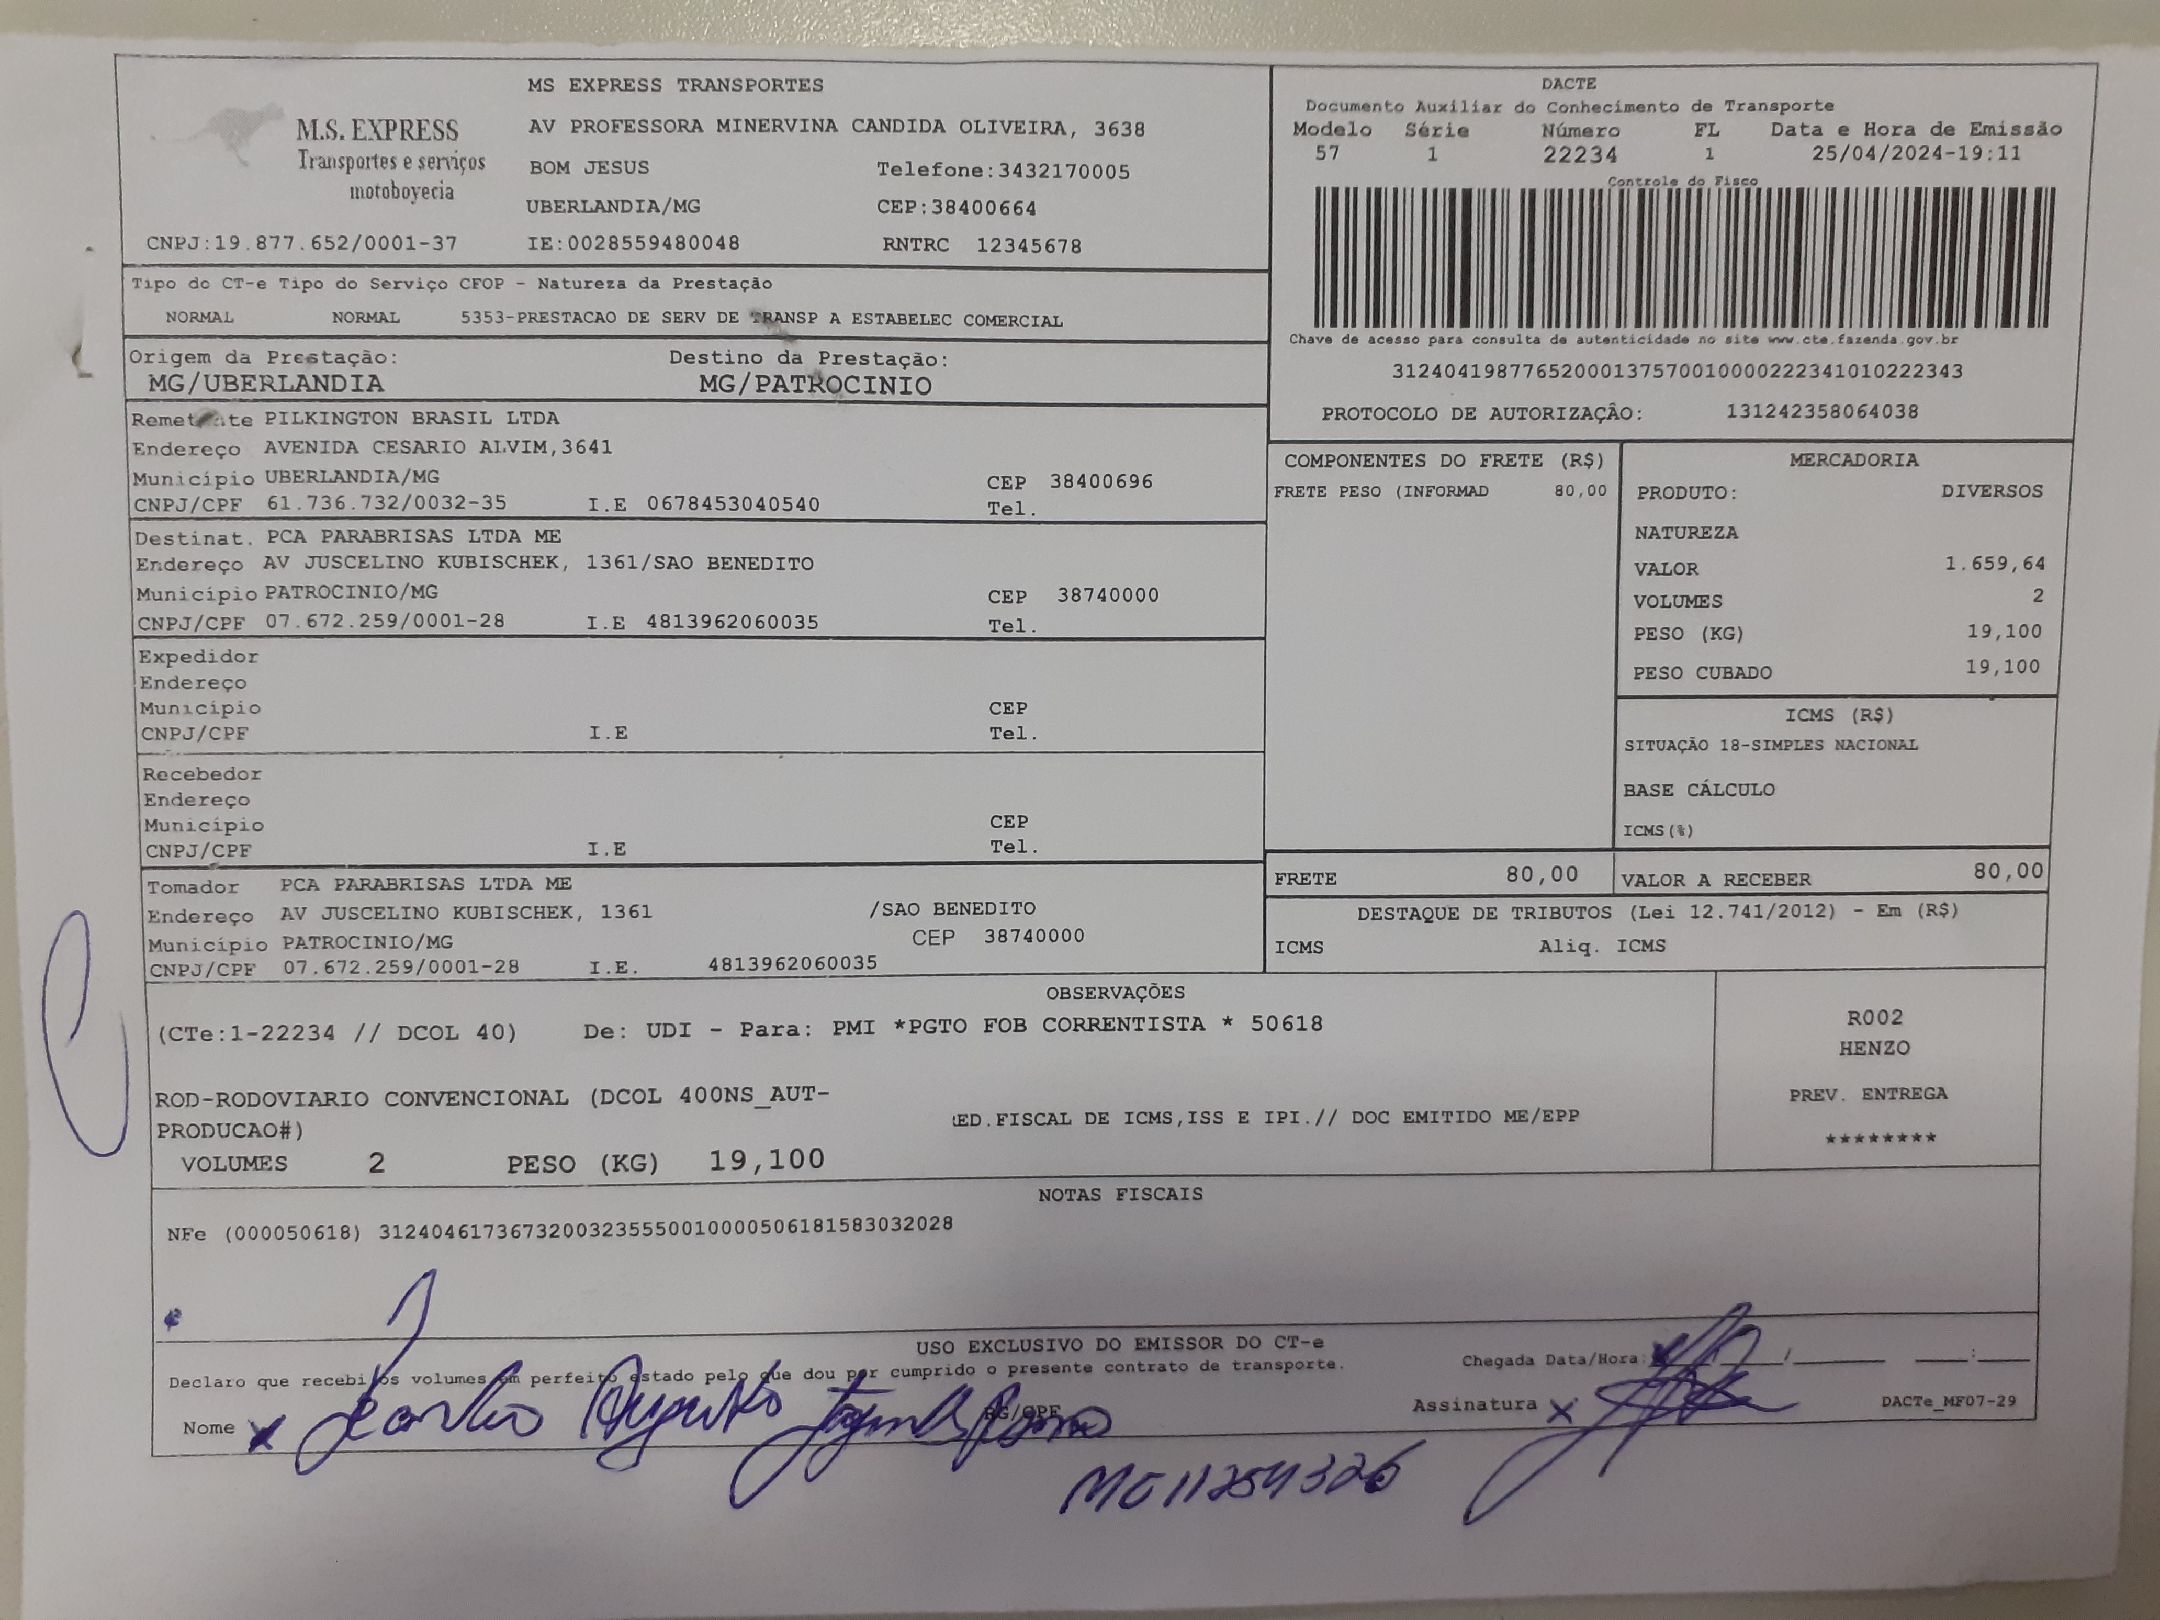 M.S. EXPRESS
Transportes e serviços
motoboyecia
MS EXPRESS TRANSPORTES
AV PROFESSORA MINERVINA CANDIDA OLIVEIRA, 3638
BOM JESUS Telefone:3432170005
UBERLANDIA/MG CEP:38400664
CNPJ:19.877.652/0001-37 IE:0028559480048 RNTRC 12345678
DACTE
Documento Auxiliar do Conhecimento de Transporte
Modelo Série Número FL Data e Hora de Emissão
57 1 22234 1 25/04/2024-19:11
Controle do Fisco
Chave de acesso para consulta de autenticidade no site www.cte.fazenda.gov.br
31240419877652000137570010000222341010222343
PROTOCOLO DE AUTORIZAÇÃO: 131242358064038
Tipo do CT-e Tipo do Serviço CFOP - Natureza da Prestação
NORMAL NORMAL 5353-PRESTACAO DE SERV DE TRANSP A ESTABELEC COMERCIAL
Origem da Prestação: Destino da Prestação:
MG/UBERLANDIA MG/PATROCINIO
Remetente PILKINGTON BRASIL LTDA
Endereço AVENIDA CESARIO ALVIM,3641
Município UBERLANDIA/MG CEP 38400696
CNPJ/CPF 61.736.732/0032-35 I.E 0678453040540 Tel.
Destinat. PCA PARABRISAS LTDA ME
Endereço AV JUSCELINO KUBISCHEK, 1361/SAO BENEDITO
Município PATROCINIO/MG CEP 38740000
CNPJ/CPF 07.672.259/0001-28 I.E 4813962060035 Tel.
Expedidor
Endereço
Município CEP
CNPJ/CPF I.E Tel.
Recebedor
Endereço
Município CEP
CNPJ/CPF I.E Tel.
Tomador PCA PARABRISAS LTDA ME
Endereço AV JUSCELINO KUBISCHEK, 1361 /SAO BENEDITO
Município PATROCINIO/MG CEP 38740000
CNPJ/CPF 07.672.259/0001-28 I.E. 4813962060035
COMPONENTES DO FRETE (R$)
FRETE PESO (INFORMAD 80,00
MERCADORIA
PRODUTO: DIVERSOS
NATUREZA
VALOR 1.659,64
VOLUMES 2
PESO (KG) 19,100
PESO CUBADO 19,100
ICMS (R$)
SITUAÇÃO 18-SIMPLES NACIONAL
BASE CÁLCULO
ICMS(%)
FRETE 80,00 VALOR A RECEBER 80,00
DESTAQUE DE TRIBUTOS (Lei 12.741/2012) - Em (R$)
ICMS Aliq. ICMS
OBSERVAÇÕES
(CTe:1-22234 // DCOL 40) De: UDI - Para: PMI *PGTO FOB CORRENTISTA * 50618
ROD-RODOVIARIO CONVENCIONAL (DCOL 400NS_AUT-
PRODUCAO#) ED.FISCAL DE ICMS,ISS E IPI.// DOC EMITIDO ME/EPP
VOLUMES 2 PESO (KG) 19,100
R002
HENZO
PREV. ENTREGA
********
NOTAS FISCAIS
NFe (000050618) 31240461736732003235550010000506181583032028
USO EXCLUSIVO DO EMISSOR DO CT-e
Declaro que recebi os volumes em perfeito estado pelo que dou por cumprido o presente contrato de transporte. Chegada Data/Hora:
Nome x Augusto RG/CPF Assinatura x DACTe_MF07-29